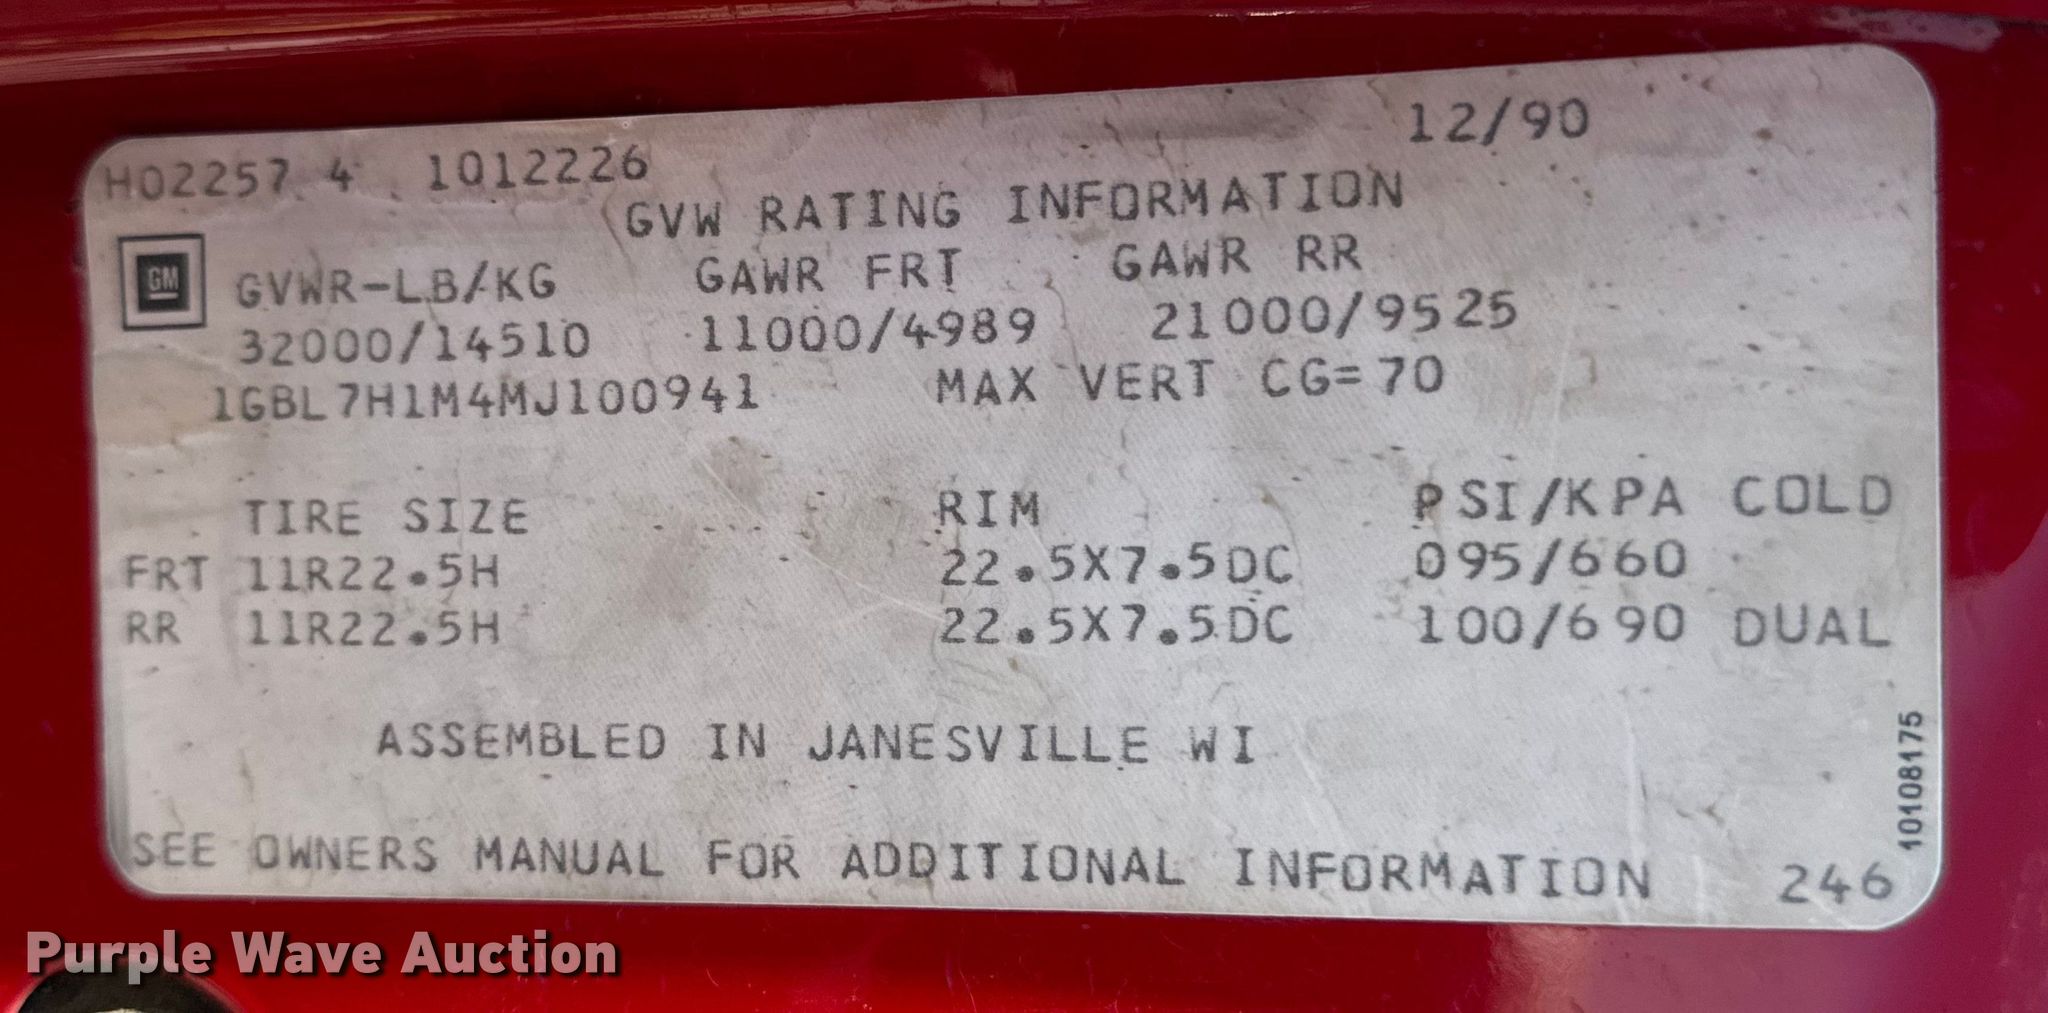 12/90
H02257 4 1012226
GVW RATING INFORMATION
GM
GVWR-LB/KG GAWR FRT GAWR RR
32000/14510 11000/4989 21000/9525
1GBL7H1M4MJ100941 MAX VERT CG=70
TIRE SIZE RIM PSI/KPA COLD
FRT 11R22.5H 22.5X7.5DC 095/660
RR 11R22.5H 22.5X7.5DC 100/690 DUAL
ASSEMBLED IN JANESVILLE WI
10108175
SEE OWNERS MANUAL FOR ADDITIONAL INFORMATION 246
Purple Wave Auction